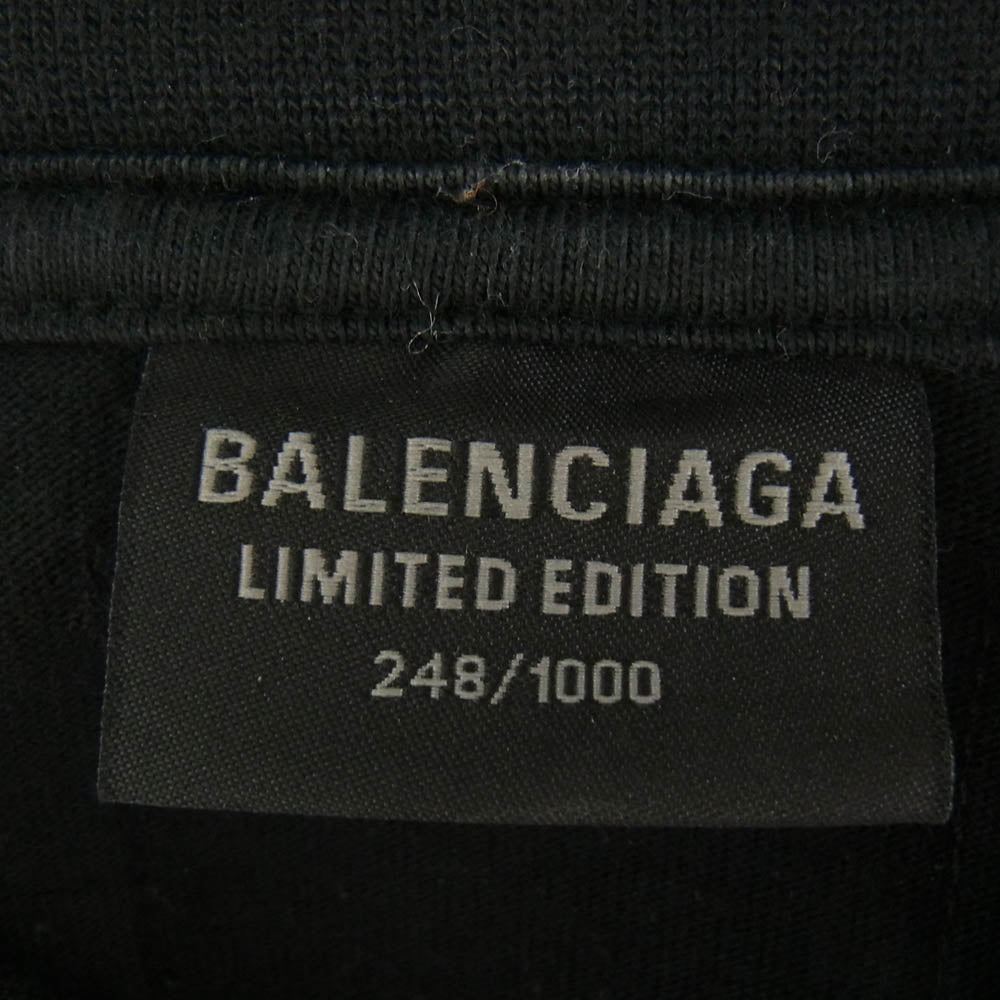 BALENCIAGA
LIMITED EDITION
248/1000